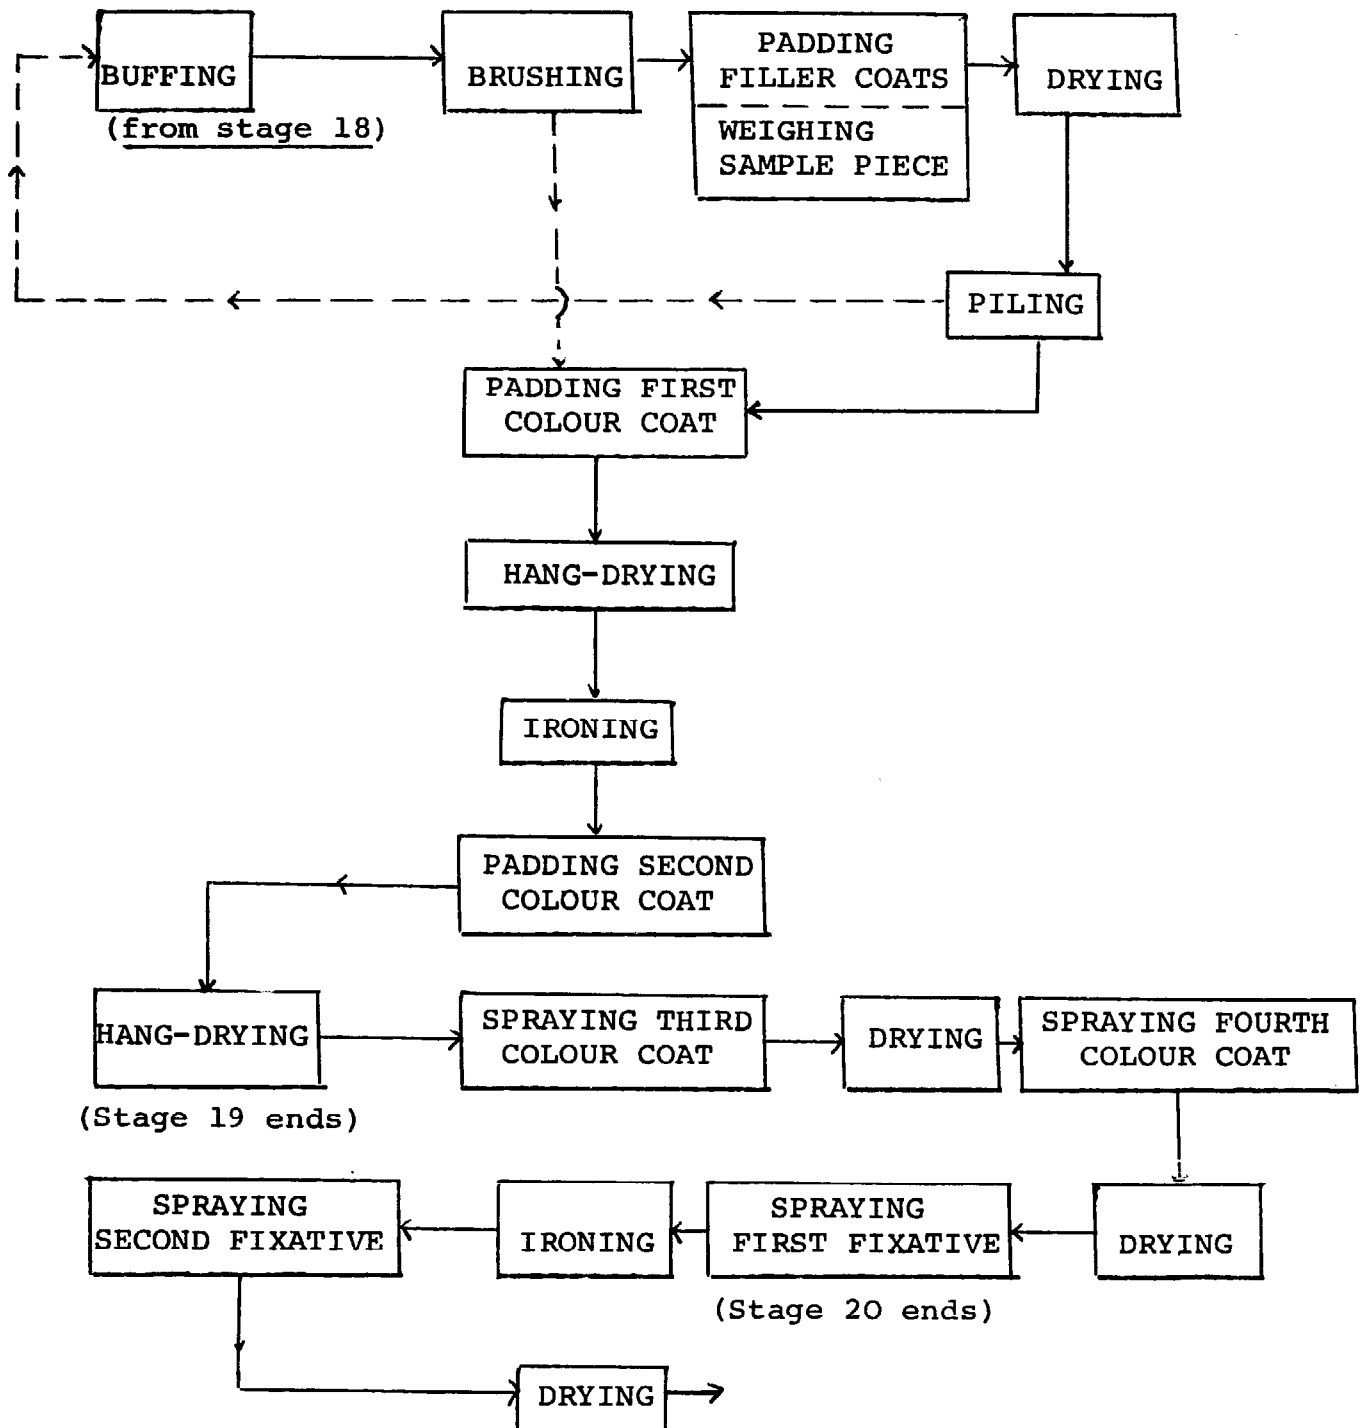 BUFFING
(from stage 18)
BRUSHING
PADDING
FILLER COATS
WEIGHING
SAMPLE PIECE
DRYING
PILING
PADDING FIRST
COLOUR COAT
HANG-DRYING
IRONING
PADDING SECOND
COLOUR COAT
HANG-DRYING
(Stage 19 ends)
SPRAYING THIRD
COLOUR COAT
DRYING
SPRAYING FOURTH
COLOUR COAT
DRYING
SPRAYING
FIRST FIXATIVE
(Stage 20 ends)
IRONING
SPRAYING
SECOND FIXATIVE
DRYING